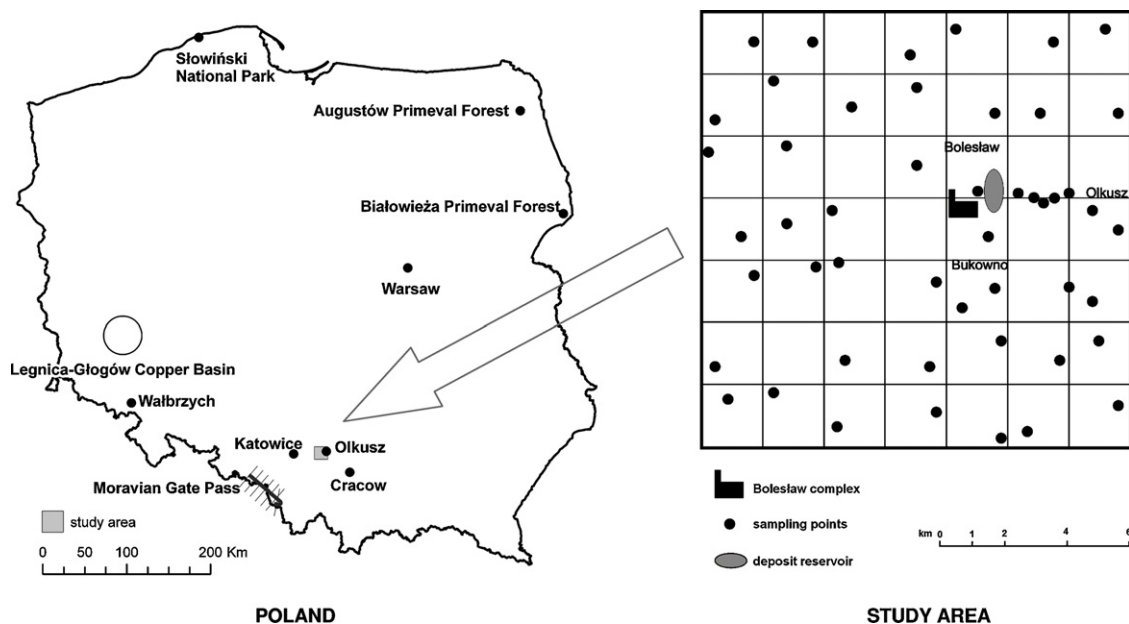 Słowiński
National Park
Augustów Primeval Forest
Białowieża Primeval Forest
Warsaw
Legnica-Głogów Copper Basin
Wałbrzych
Katowice
Olkusz
Moravian Gate Pass
Cracow
study area
0 50 100 200 Km
POLAND
Bolesław
Olkusz
Bukowno
Bolesław complex
sampling points
deposit reservoir
km 0 1 2 4 6
STUDY AREA